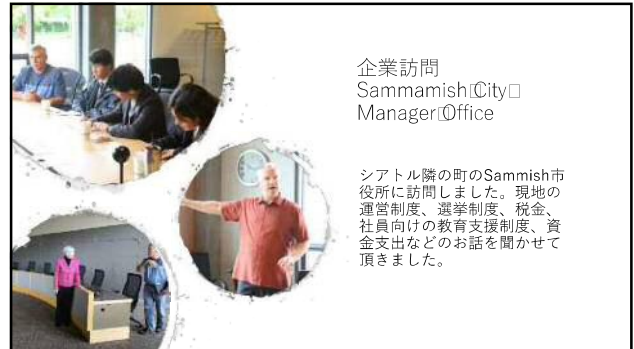 企業訪問
Sammamish City
Manager Office
シアトル隣の町のSammish市
役所に訪問しました。現地の
運営制度、選挙制度、税金、
社員向けの教育支援制度、資
金支出などのお話を聞かせて
頂きました。